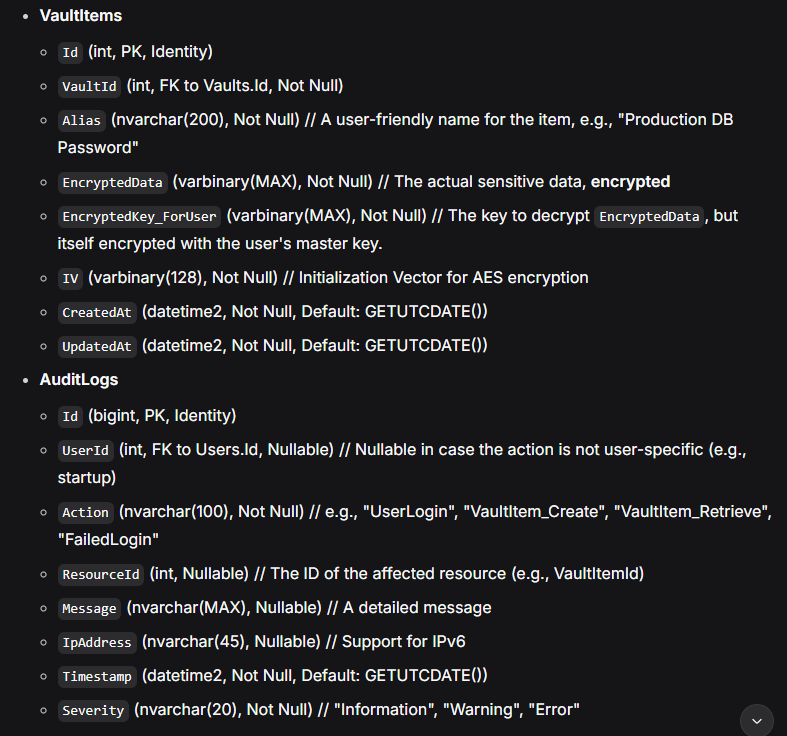 VaultItems
Id (int, PK, Identity)
VaultId (int, FK to Vaults.Id, Not Null)
Alias (nvarchar(200), Not Null) // A user-friendly name for the item, e.g., "Production DB
Password"
EncryptedData (varbinary(MAX), Not Null) // The actual sensitive data, encrypted
EncryptedKey_ForUser (varbinary(MAX), Not Null) // The key to decrypt EncryptedData, but
itself encrypted with the user's master key.
IV (varbinary(128), Not Null) // Initialization Vector for AES encryption
CreatedAt (datetime2, Not Null, Default: GETUTCDATE())
UpdatedAt (datetime2, Not Null, Default: GETUTCDATE())
AuditLogs
Id (bigint, PK, Identity)
UserId (int, FK to Users.Id, Nullable) // Nullable in case the action is not user-specific (e.g.,
startup)
Action (nvarchar(100), Not Null) // e.g., "UserLogin", "VaultItem_Create", "VaultItem_Retrieve",
"FailedLogin"
ResourceId (int, Nullable) // The ID of the affected resource (e.g., VaultItemId)
Message (nvarchar(MAX), Nullable) // A detailed message
IpAddress (nvarchar(45), Nullable) // Support for IPv6
Timestamp (datetime2, Not Null, Default: GETUTCDATE())
Severity (nvarchar(20), Not Null) // "Information", "Warning", "Error"